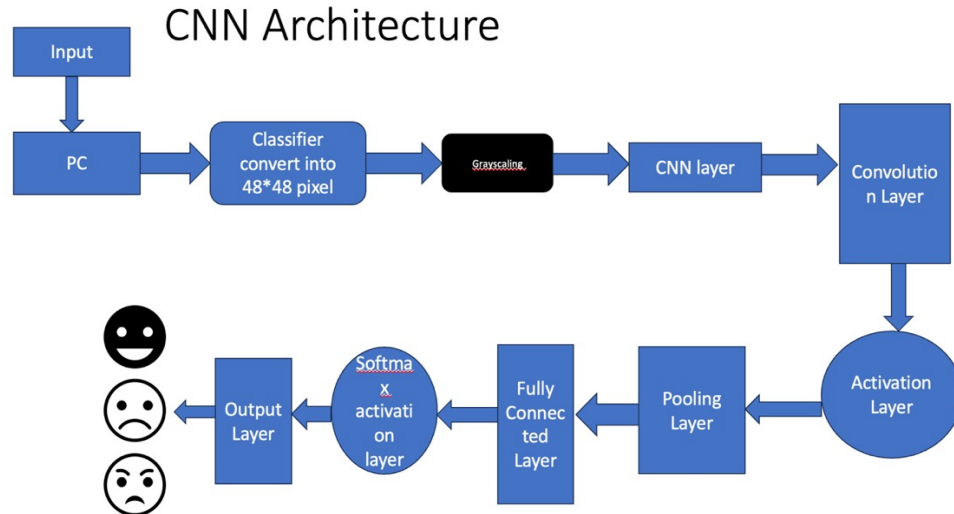 CNN Architecture
Input
PC
Classifier
convert into
48*48 pixel
Grayscaling
CNN layer
Convolutio
n Layer
Activation
Layer
Pooling
Layer
Fully
Connec
ted
Layer
Softma
x
activati
on
layer
Output
Layer